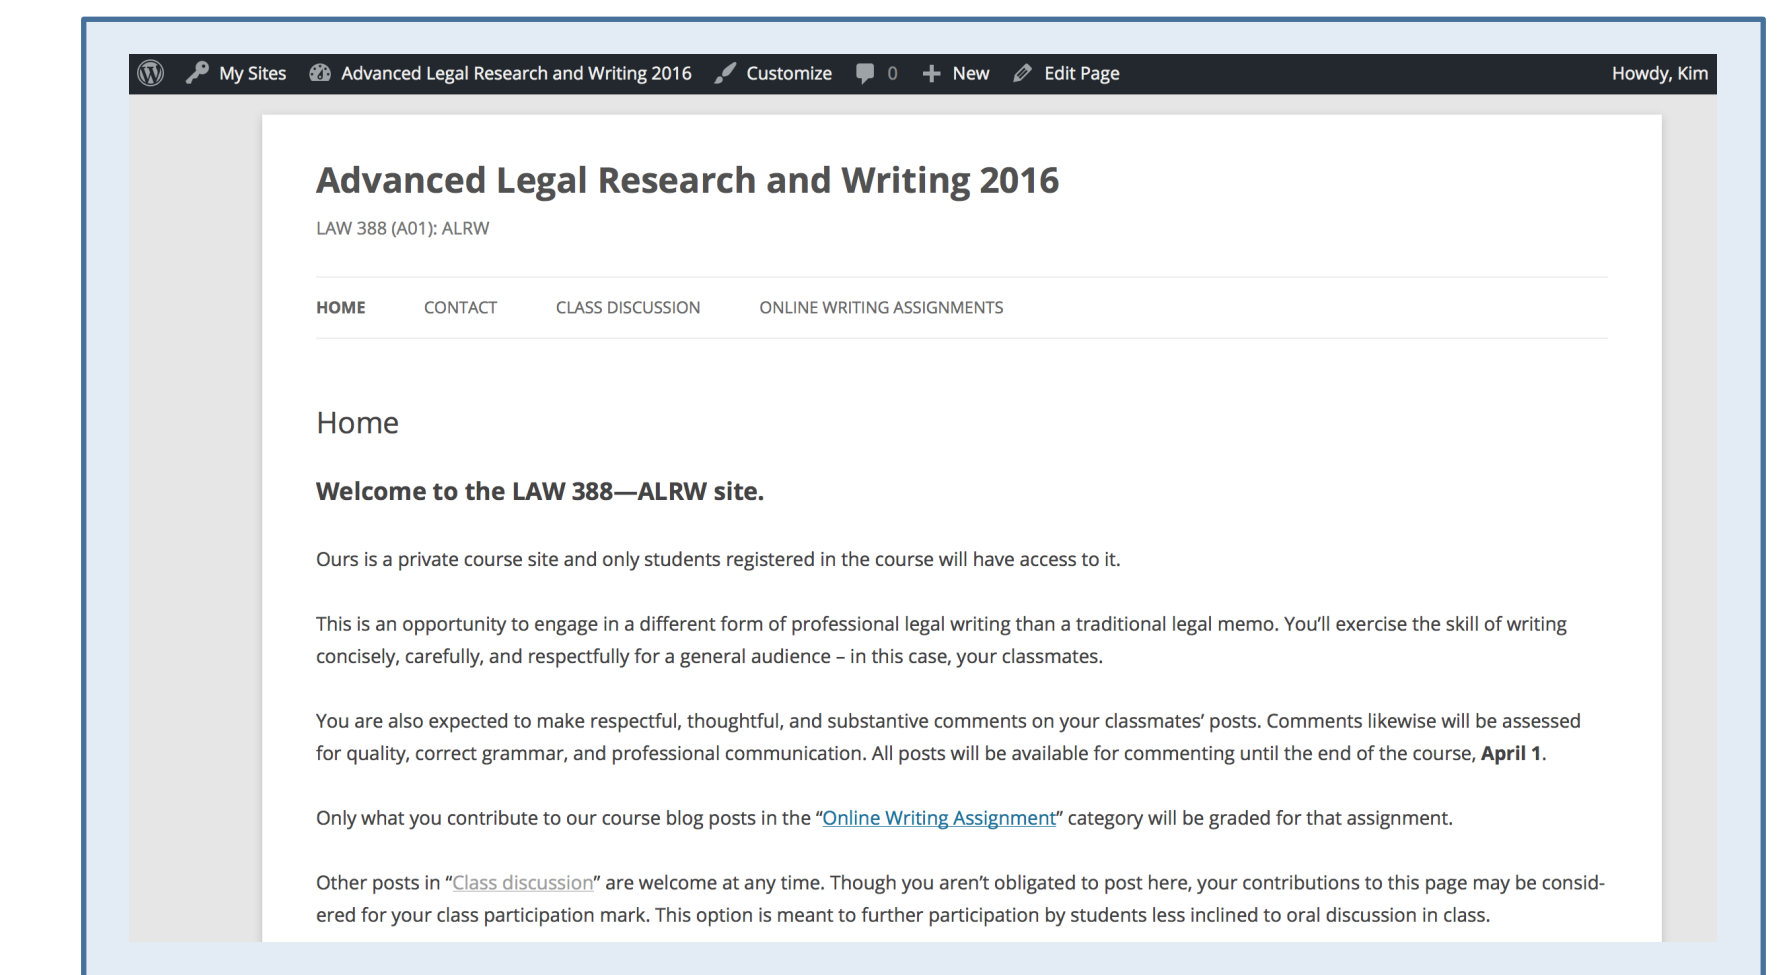 My Sites Advanced Legal Research and Writing 2016 Customize 0 New Edit Page Howdy, Kim
Advanced Legal Research and Writing 2016
LAW 388 (A01): ALRW
HOME CONTACT CLASS DISCUSSION ONLINE WRITING ASSIGNMENTS
Home
Welcome to the LAW 388—ALRW site.
Ours is a private course site and only students registered in the course will have access to it.
This is an opportunity to engage in a different form of professional legal writing than a traditional legal memo. You’ll exercise the skill of writing
concisely, carefully, and respectfully for a general audience – in this case, your classmates.
You are also expected to make respectful, thoughtful, and substantive comments on your classmates’ posts. Comments likewise will be assessed
for quality, correct grammar, and professional communication. All posts will be available for commenting until the end of the course, April 1.
Only what you contribute to our course blog posts in the “Online Writing Assignment” category will be graded for that assignment.
Other posts in “Class discussion” are welcome at any time. Though you aren’t obligated to post here, your contributions to this page may be consid-
ered for your class participation mark. This option is meant to further participation by students less inclined to oral discussion in class.